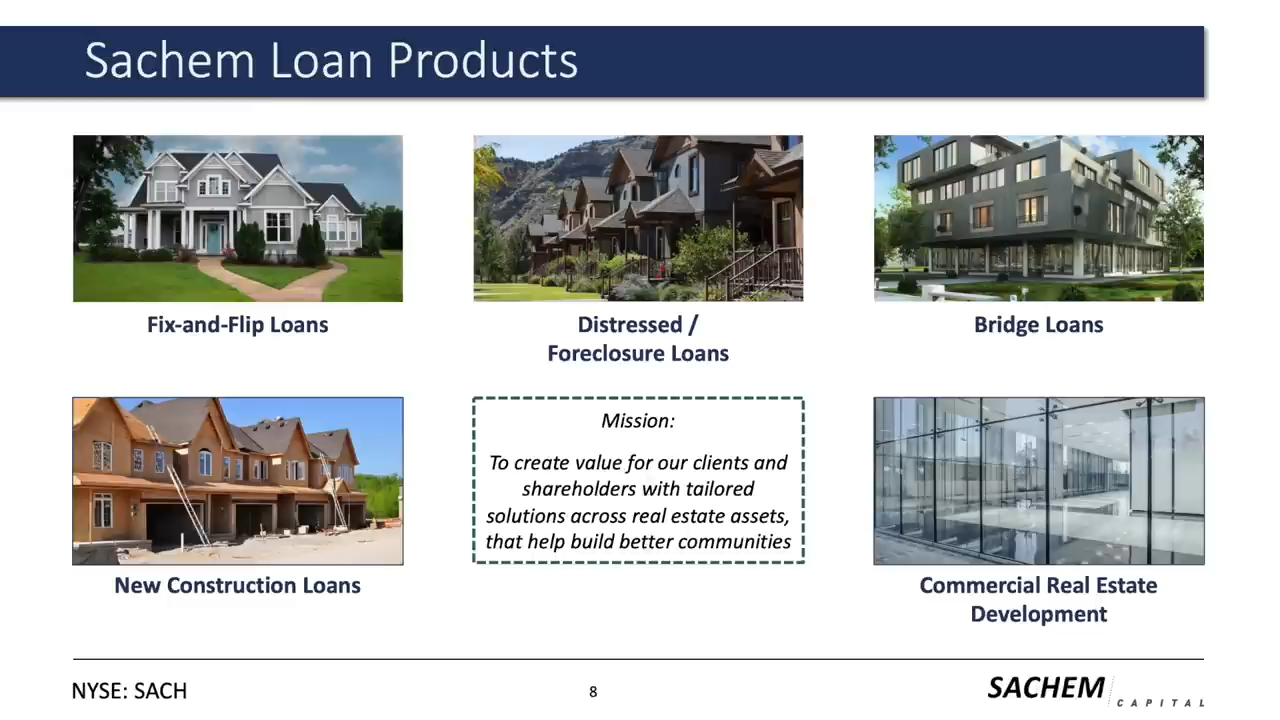 Sachem Loan Products
Fix-and-Flip Loans
Distressed /
Foreclosure Loans
Bridge Loans
New Construction Loans
Mission:
To create value for our clients and
shareholders with tailored
solutions across real estate assets,
that help build better communities
Commercial Real Estate
Development
NYSE: SACH
8
SACHEM
CAPITAL